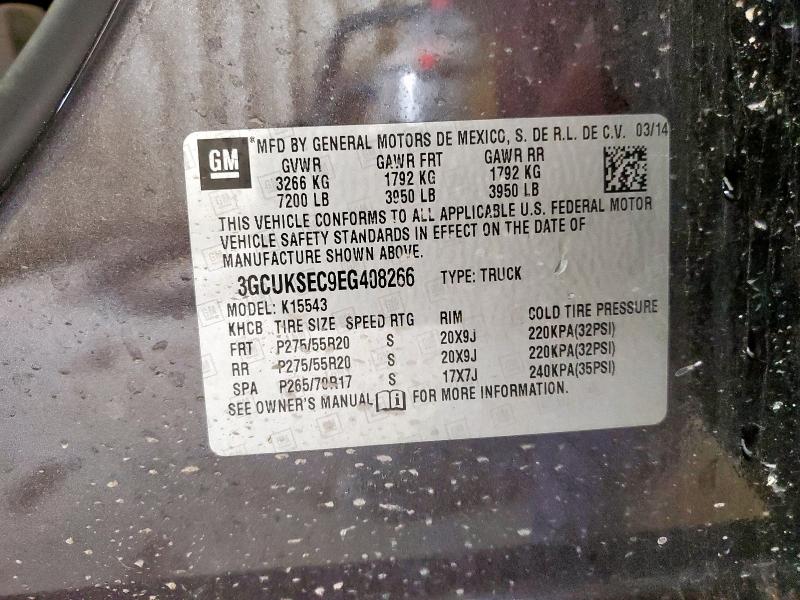 GM
*MFD BY GENERAL MOTORS DE MEXICO, S. DE R.L. DE C.V. 03/14
GVWR GAWR FRT GAWR RR
3266 KG 1792 KG 1792 KG
7200 LB 3950 LB 3950 LB
THIS VEHICLE CONFORMS TO ALL APPLICABLE U.S. FEDERAL MOTOR
VEHICLE SAFETY STANDARDS IN EFFECT ON THE DATE OF
MANUFACTURE SHOWN ABOVE.
3GCUKSEC9EG408266 TYPE: TRUCK
MODEL: K15543
KHCB TIRE SIZE SPEED RTG RIM COLD TIRE PRESSURE
FRT P275/55R20 S 20X9J 220KPA(32PSI)
RR P275/55R20 S 20X9J 220KPA(32PSI)
SPA P265/70R17 S 17X7J 240KPA(35PSI)
SEE OWNER'S MANUAL FOR MORE INFORMATION.